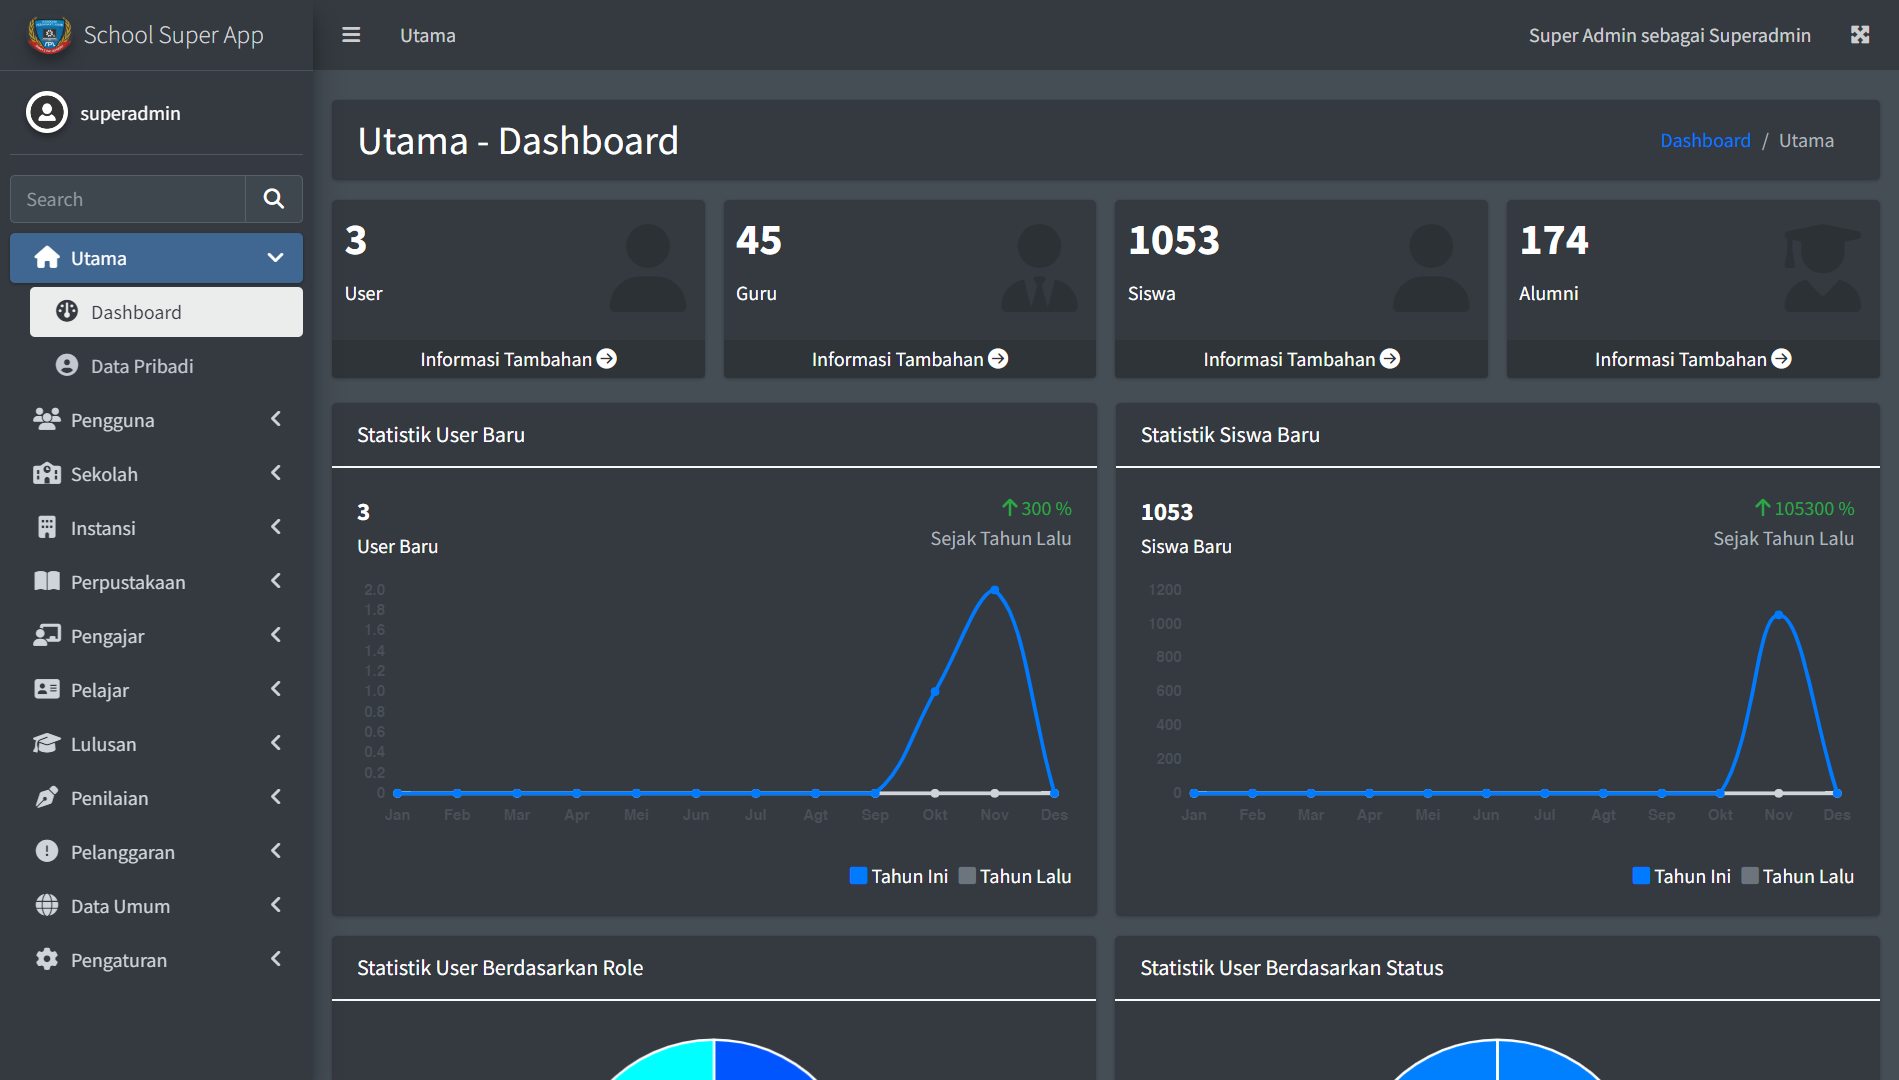 School Super App
Utama
Super Admin sebagai Superadmin
superadmin
Search
Utama
Dashboard
Data Pribadi
Pengguna
Sekolah
Instansi
Perpustakaan
Pengajar
Pelajar
Lulusan
Penilaian
Pelanggaran
Data Umum
Pengaturan
Utama - Dashboard
Dashboard / Utama
3
User
Informasi Tambahan
45
Guru
Informasi Tambahan
1053
Siswa
Informasi Tambahan
174
Alumni
Informasi Tambahan
Statistik User Baru
3
User Baru
300 %
Sejak Tahun Lalu
2.0
1.8
1.6
1.4
1.2
1.0
0.8
0.6
0.4
0.2
0
Jan Feb Mar Apr Mei Jun Jul Agt Sep Okt Nov Des
Tahun Ini Tahun Lalu
Statistik Siswa Baru
1053
Siswa Baru
105300 %
Sejak Tahun Lalu
1200
1000
800
600
400
200
0
Jan Feb Mar Apr Mei Jun Jul Agt Sep Okt Nov Des
Tahun Ini Tahun Lalu
Statistik User Berdasarkan Role
Statistik User Berdasarkan Status